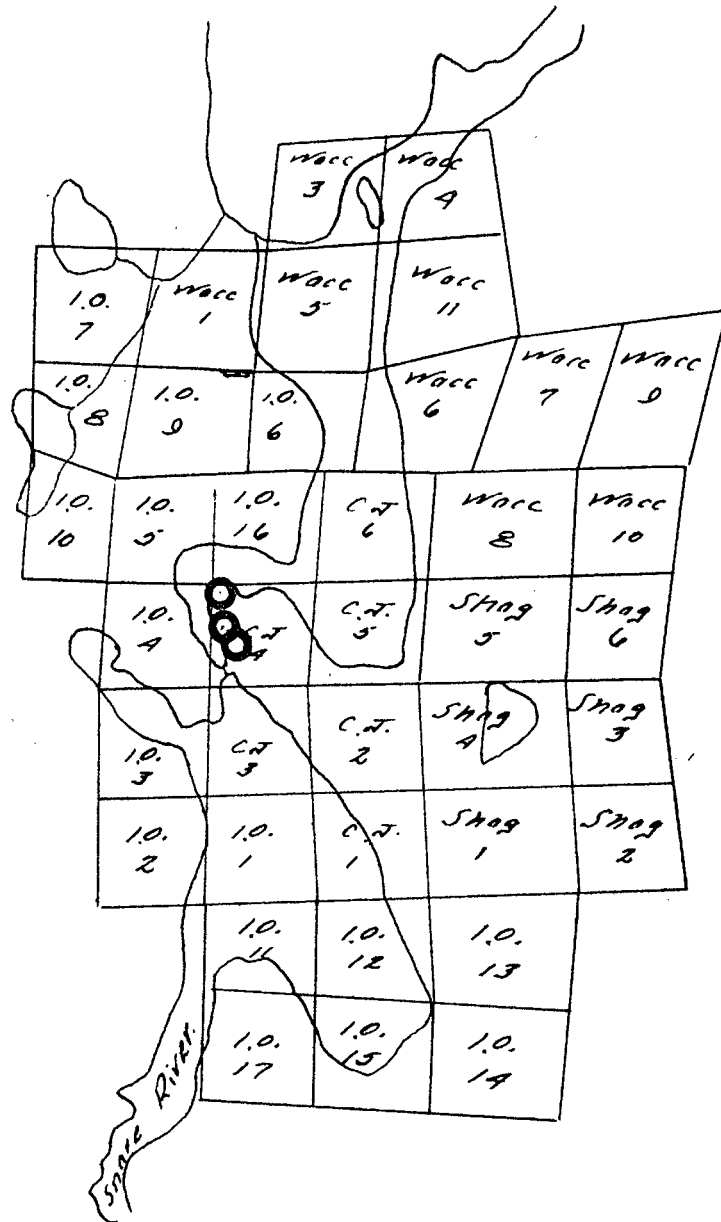 Wacc
3
Wacc
4
I.O.
7
Wacc
1
Wacc
5
Wacc
11
I.O.
8
I.O.
9
I.O.
6
Wacc
6
Wacc
7
Wacc
9
I.O.
10
I.O.
5
I.O.
16
C.J.
6
Wacc
8
Wacc
10
I.O.
4
C.J.
4
C.J.
5
Shag
5
Shag
6
I.O.
3
C.J.
3
C.J.
2
Shag
4
Shag
3
I.O.
2
I.O.
1
C.J.
1
Shag
1
Shag
2
I.O.
11
I.O.
12
I.O.
13
I.O.
17
I.O.
15
I.O.
14
Snare River.